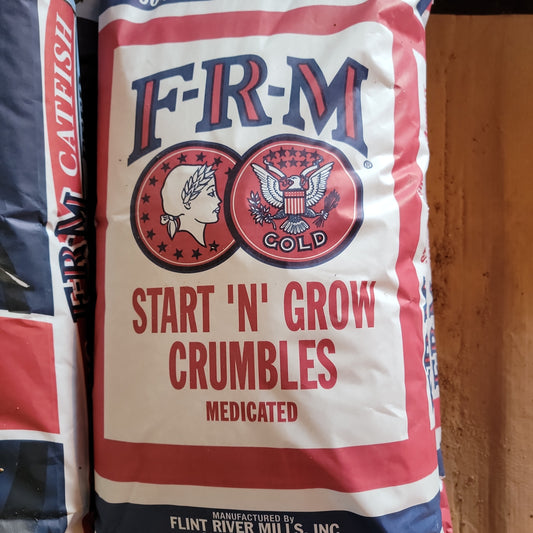 F-R-M
®
GOLD
START 'N' GROW
CRUMBLES
MEDICATED
MANUFACTURED By
FLINT RIVER MILLS, INC.
F-R-M CATFISH